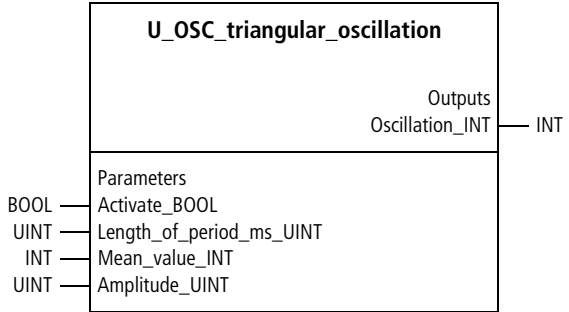 U_OSC_triangular_oscillation
Outputs
Oscillation_INT INT
Parameters
BOOL Activate_BOOL
UINT Length_of_period_ms_UINT
INT Mean_value_INT
UINT Amplitude_UINT